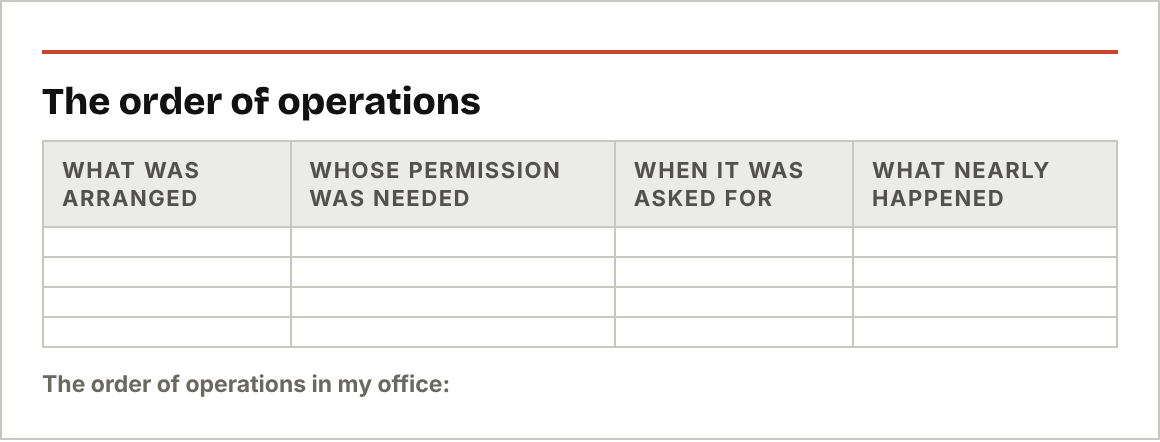 The order of operations
WHAT WAS ARRANGED
WHOSE PERMISSION WAS NEEDED
WHEN IT WAS ASKED FOR
WHAT NEARLY HAPPENED
The order of operations in my office: